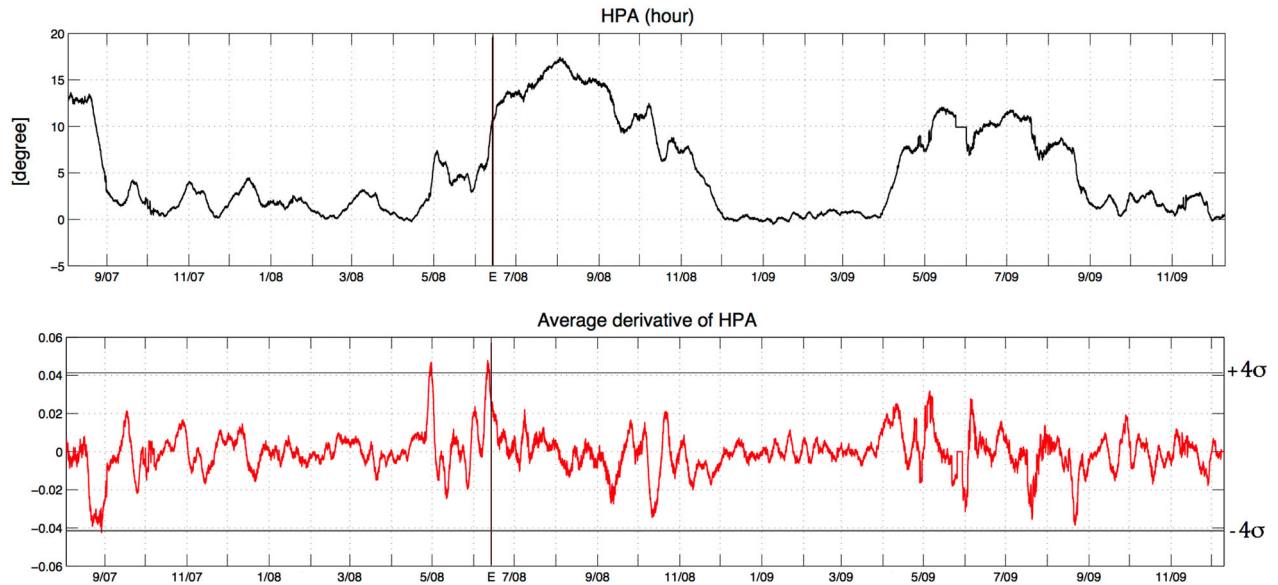 HPA (hour)
20
15
10
5
0
−5
[degree]
9/07 11/07 1/08 3/08 5/08 E 7/08 9/08 11/08 1/09 3/09 5/09 7/09 9/09 11/09
Average derivative of HPA
0.06
0.04
0.02
0
−0.02
−0.04
−0.06
+4σ
-4σ
9/07 11/07 1/08 3/08 5/08 E 7/08 9/08 11/08 1/09 3/09 5/09 7/09 9/09 11/09